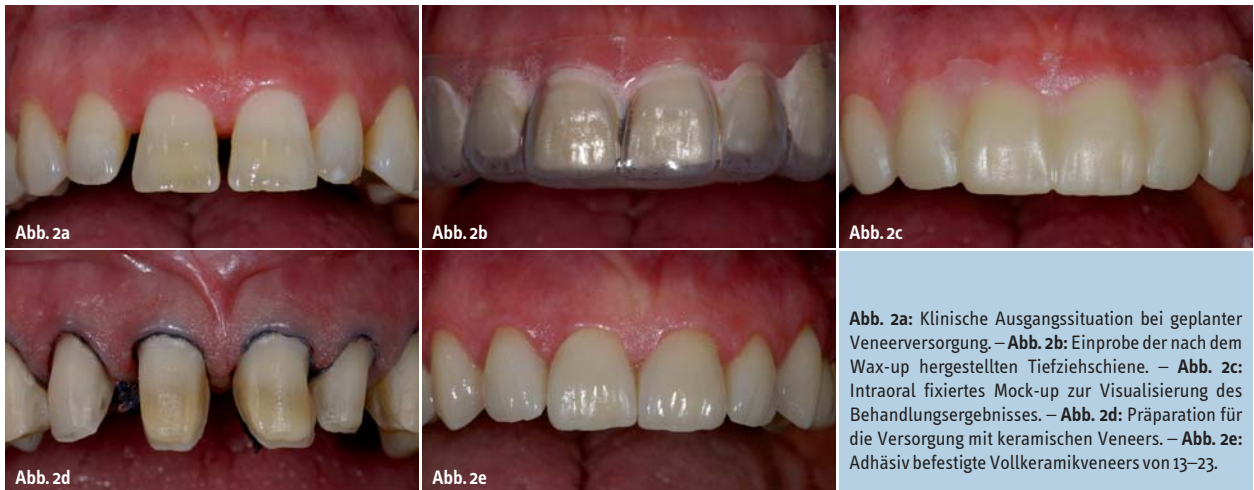 Abb. 2a
Abb. 2b
Abb. 2c
Abb. 2d
Abb. 2e
Abb. 2a: Klinische Ausgangssituation bei geplanter
Veneerversorgung. – Abb. 2b: Einprobe der nach dem
Wax-up hergestellten Tiefziehschiene. – Abb. 2c:
Intraoral fixiertes Mock-up zur Visualisierung des
Behandlungsergebnisses. – Abb. 2d: Präparation für
die Versorgung mit keramischen Veneers. – Abb. 2e:
Adhäsiv befestigte Vollkeramikveneers von 13–23.